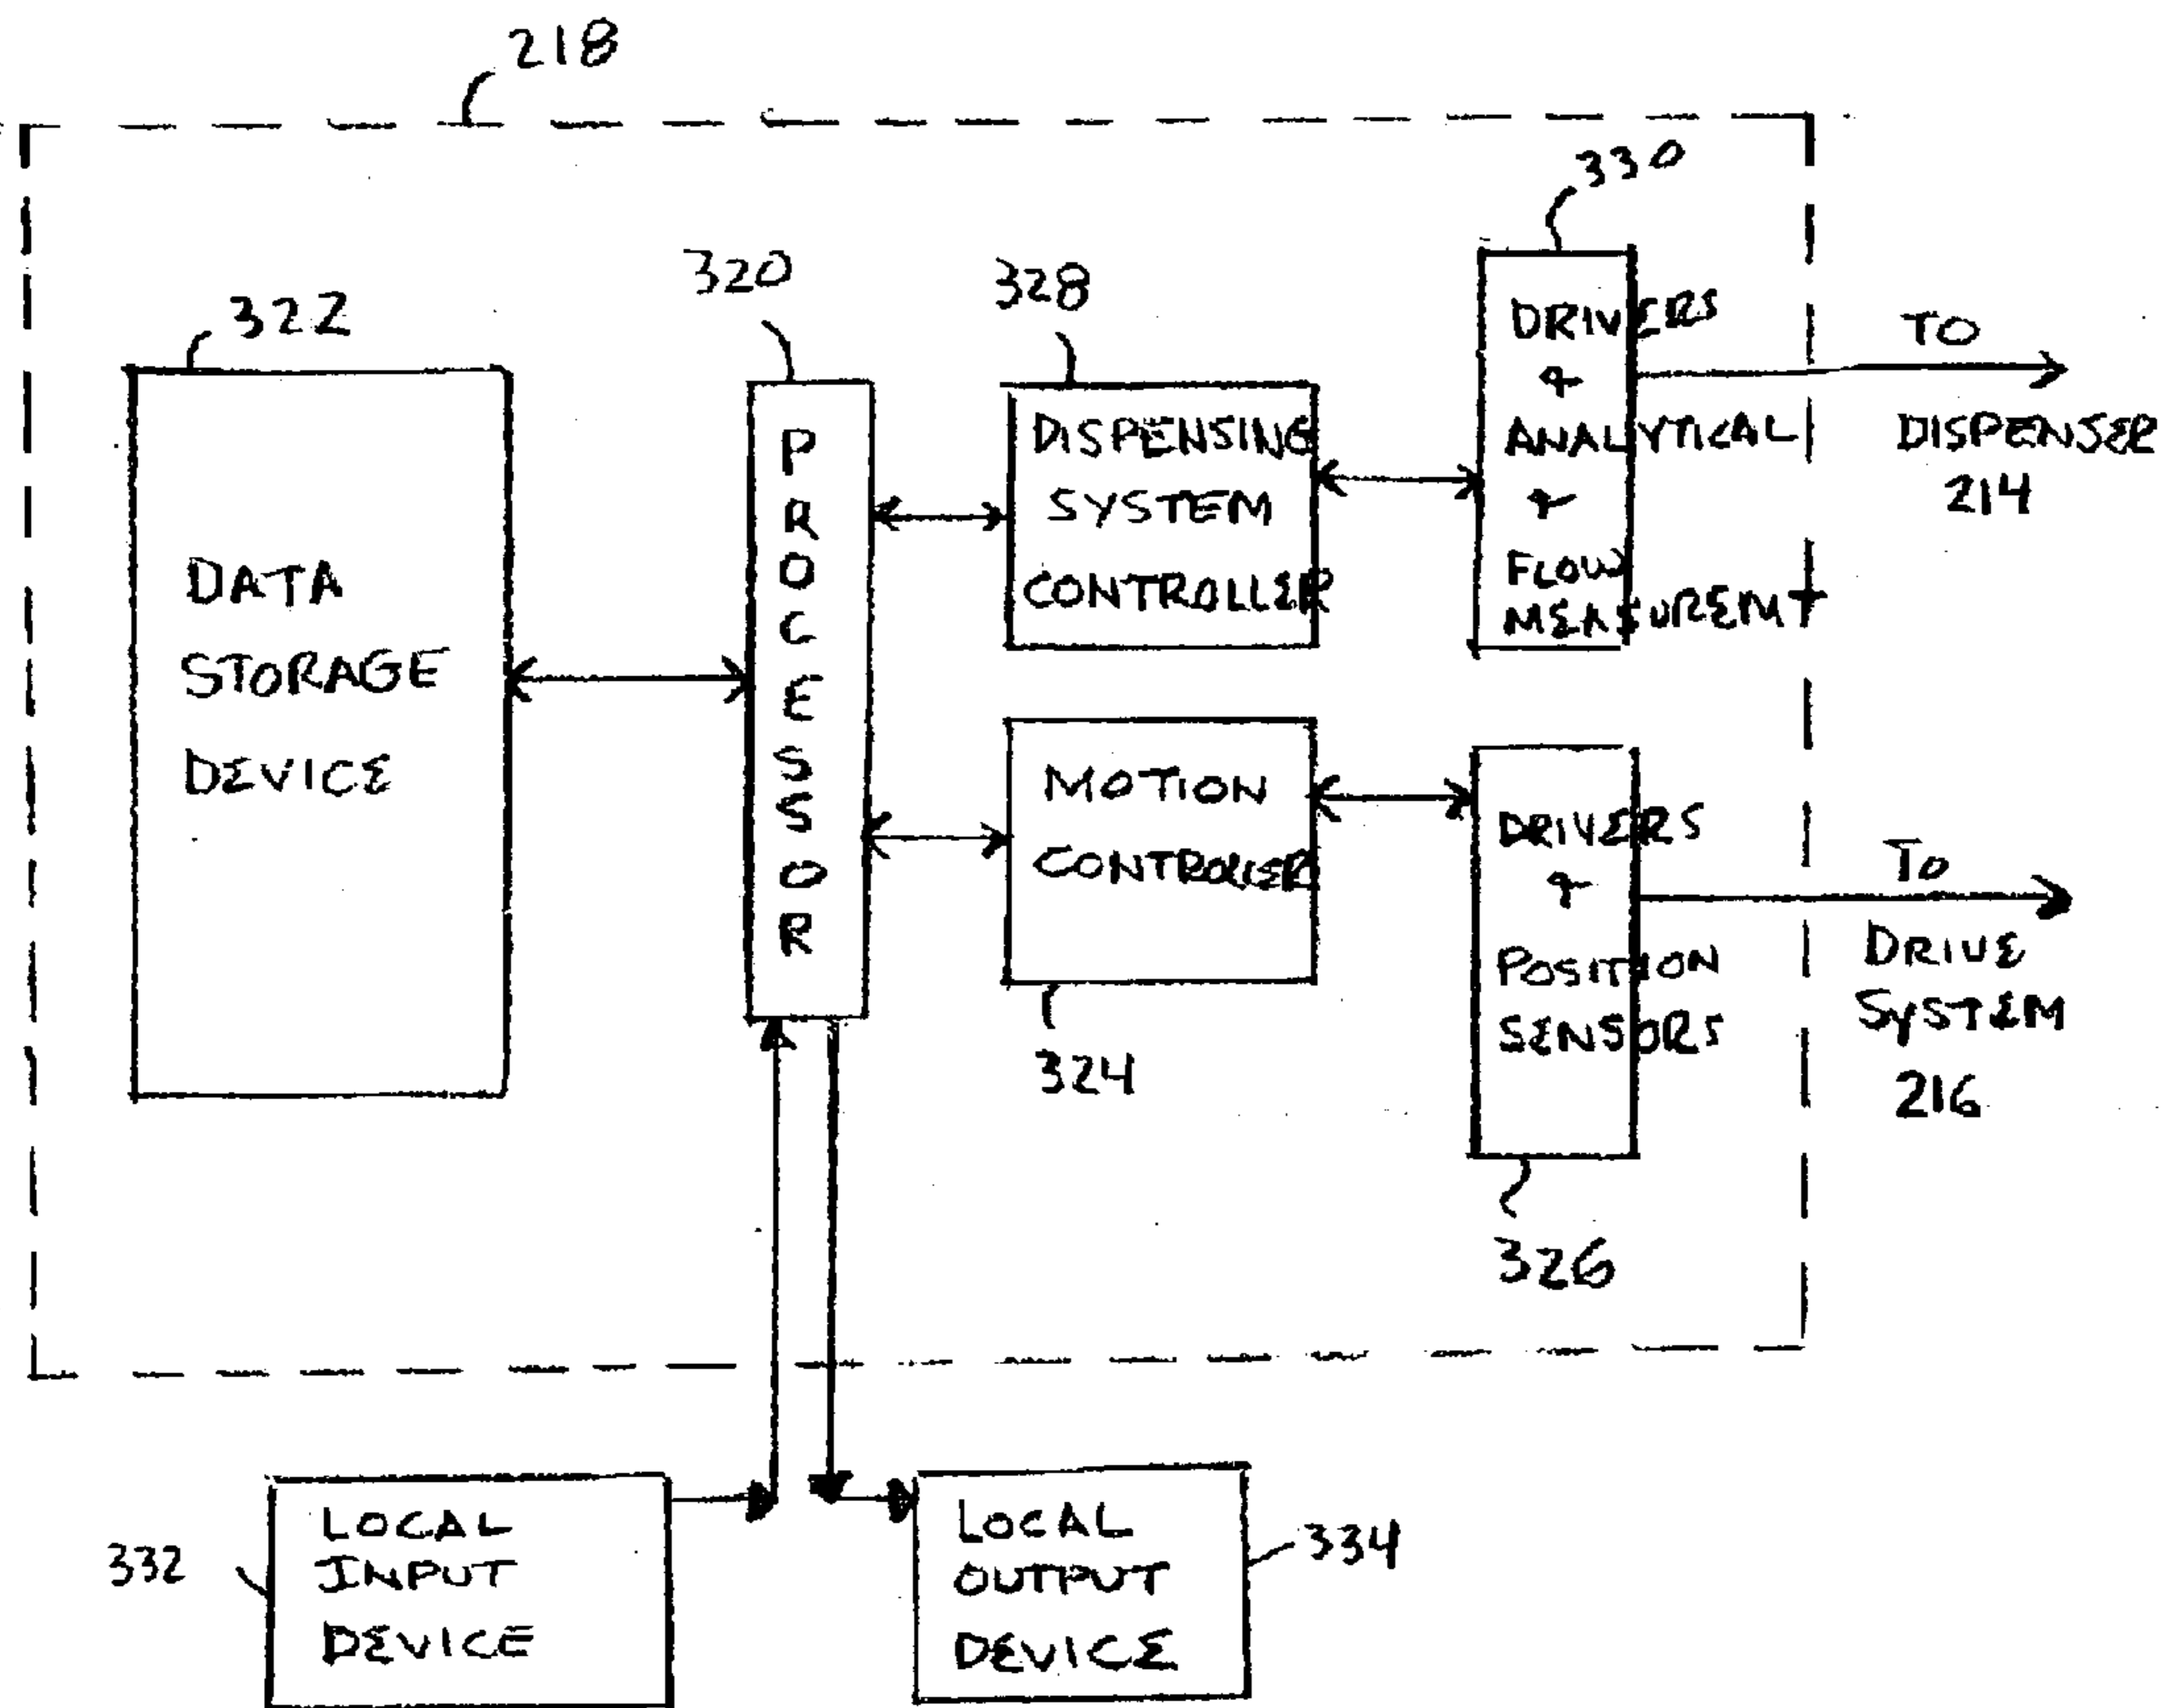 218
330
320
328
322
DRIVERS
+
ANALYTICAL
+
FLOW
MEASUREMT
TO
DISPENSER
214
DISPENSING
SYSTEM
CONTROLLER
PROCESSOR
DATA
STORAGE
DEVICE
MOTION
CONTROLLER
324
DRIVERS
+
POSITION
SENSORS
326
TO
DRIVE
SYSTEM
216
332
LOCAL
INPUT
DEVICE
LOCAL
OUTPUT
DEVICE
334